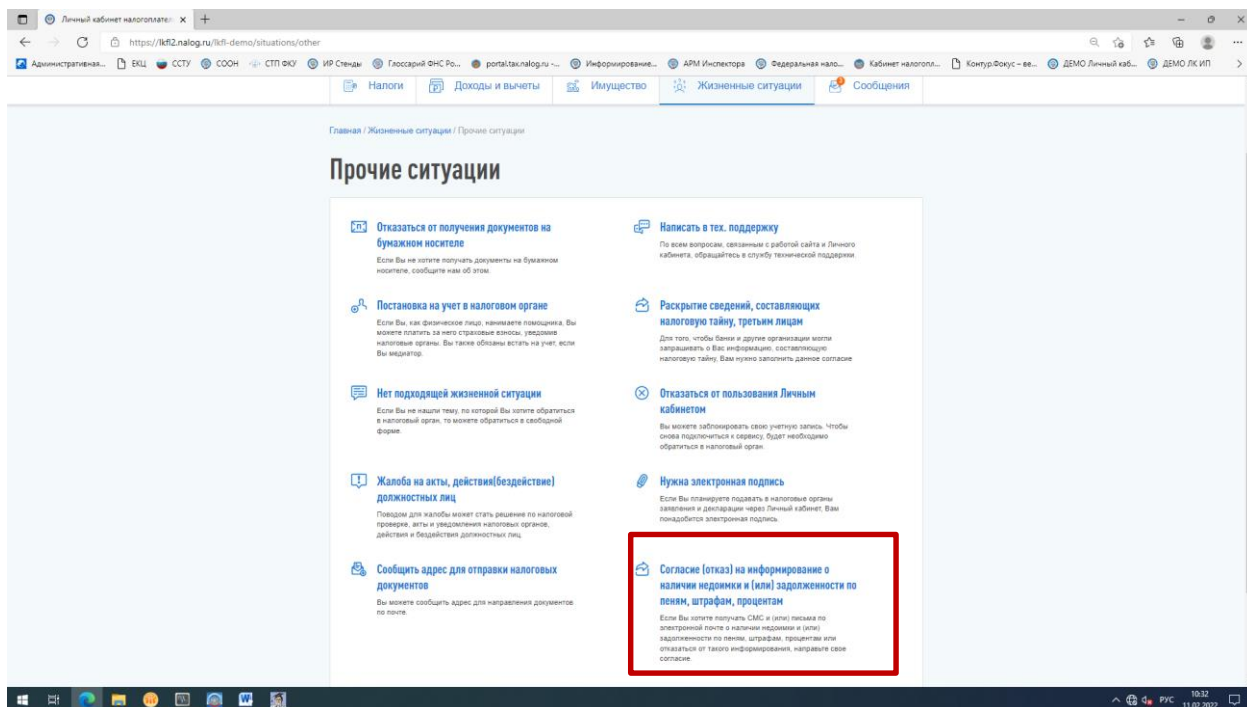 Личный кабинет налогоплател
https://lkfl2.nalog.ru/lkfl-demo/situations/other
Административная...
ЕКЦ
ССТУ
СООН
СТП ФКУ
ИР Стенды
Глоссарий ФНС Ро...
portal.tax.nalog.ru -...
Информирование...
АРМ Инспектора
Федеральная нало...
Кабинет налогопл...
Контур.Фокус – ве...
ДЕМО Личный каб...
ДЕМО ЛК ИП
Налоги
Доходы и вычеты
Имущество
Жизненные ситуации
Сообщения
Главная / Жизненные ситуации / Прочие ситуации
Прочие ситуации
Отказаться от получения документов на
бумажном носителе
Если Вы не хотите получать документы на бумажном
носителе, сообщите нам об этом.
Написать в тех. поддержку
По всем вопросам, связанным с работой сайта и Личного
кабинета, обращайтесь в службу технической поддержки.
Постановка на учет в налоговом органе
Если Вы, как физическое лицо, нанимаете помощника, Вы
можете платить за него страховые взносы, уведомив
налоговые органы. Вы также обязаны встать на учет, если
Вы медиатор.
Раскрытие сведений, составляющих
налоговую тайну, третьим лицам
Для того, чтобы банки и другие организации могли
запрашивать о Вас информацию, составляющую
налоговую тайну, Вам нужно заполнить данное согласие
Нет подходящей жизненной ситуации
Если Вы не нашли тему, по которой Вы хотите обратиться
в налоговый орган, то можете обратиться в свободной
форме.
Отказаться от пользования Личным
кабинетом
Вы можете заблокировать свою учетную запись. Чтобы
снова подключиться к сервису, будет необходимо
обратиться в налоговый орган.
Жалоба на акты, действия(бездействие)
должностных лиц
Поводом для жалобы может стать решение по налоговой
проверке, акты и уведомления налоговых органов,
действия и бездействия должностных лиц.
Нужна электронная подпись
Если Вы планируете подавать в налоговые органы
заявления и декларации через Личный кабинет, Вам
понадобится электронная подпись.
Сообщить адрес для отправки налоговых
документов
Вы можете сообщить адрес для направления документов
по почте.
Согласие (отказ) на информирование о
наличии недоимки и (или) задолженности по
пеням, штрафам, процентам
Если Вы хотите получать СМС и (или) письма по
электронной почте о наличии недоимки и (или)
задолженности по пеням, штрафам, процентам или
отказаться от такого информирования, направьте свое
согласие
РУС
10:32
11.02.2022